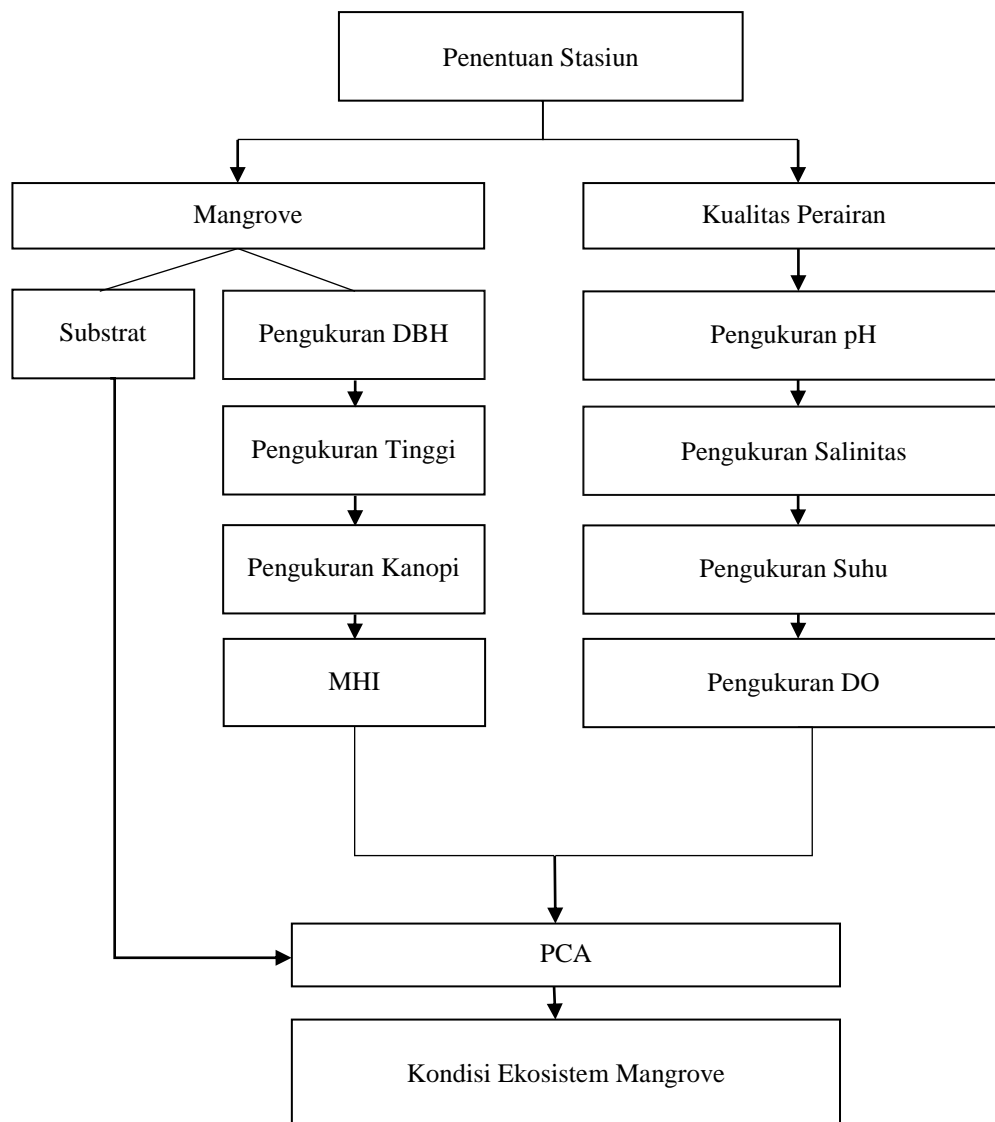 Penentuan Stasiun
Mangrove
Kualitas Perairan
Substrat
Pengukuran DBH
Pengukuran pH
Pengukuran Tinggi
Pengukuran Salinitas
Pengukuran Kanopi
Pengukuran Suhu
MHI
Pengukuran DO
PCA
Kondisi Ekosistem Mangrove